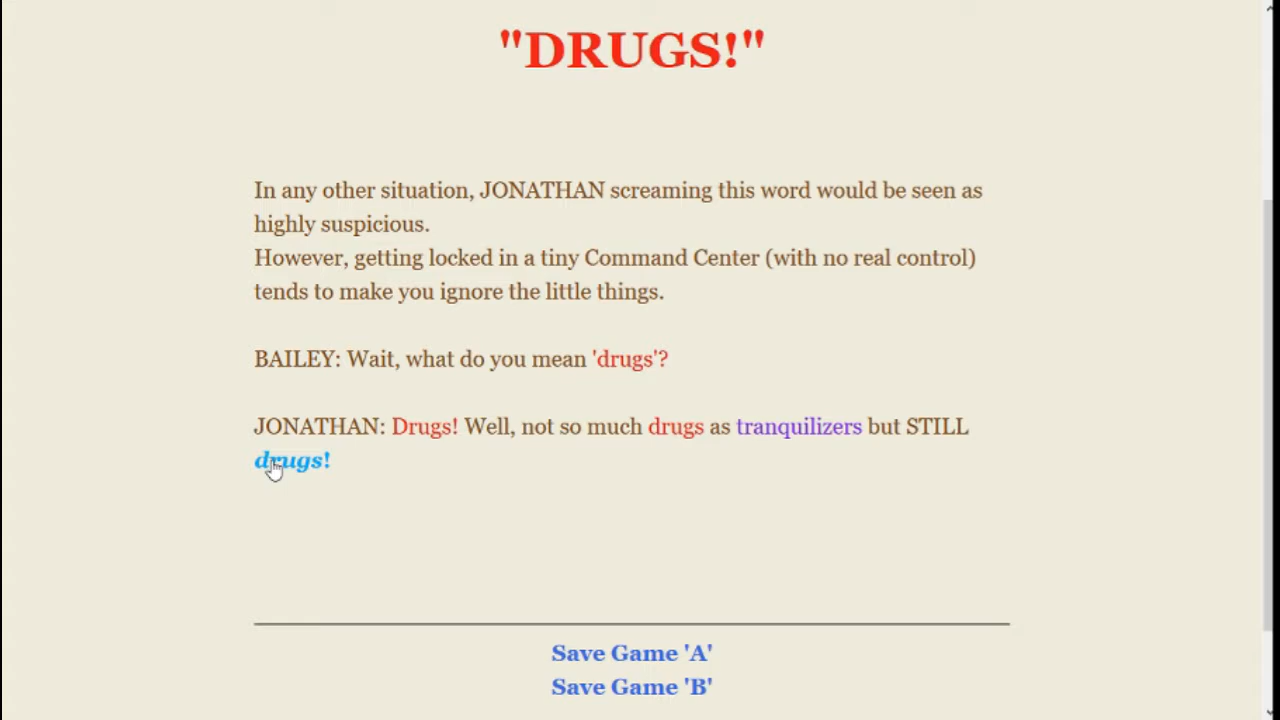 "DRUGS!"
In any other situation, JONATHAN screaming this word would be seen as
highly suspicious.
However, getting locked in a tiny Command Center (with no real control)
tends to make you ignore the little things.
BAILEY: Wait, what do you mean 'drugs'?
JONATHAN: Drugs! Well, not so much drugs as tranquilizers but STILL
drugs!
Save Game 'A'
Save Game 'B'